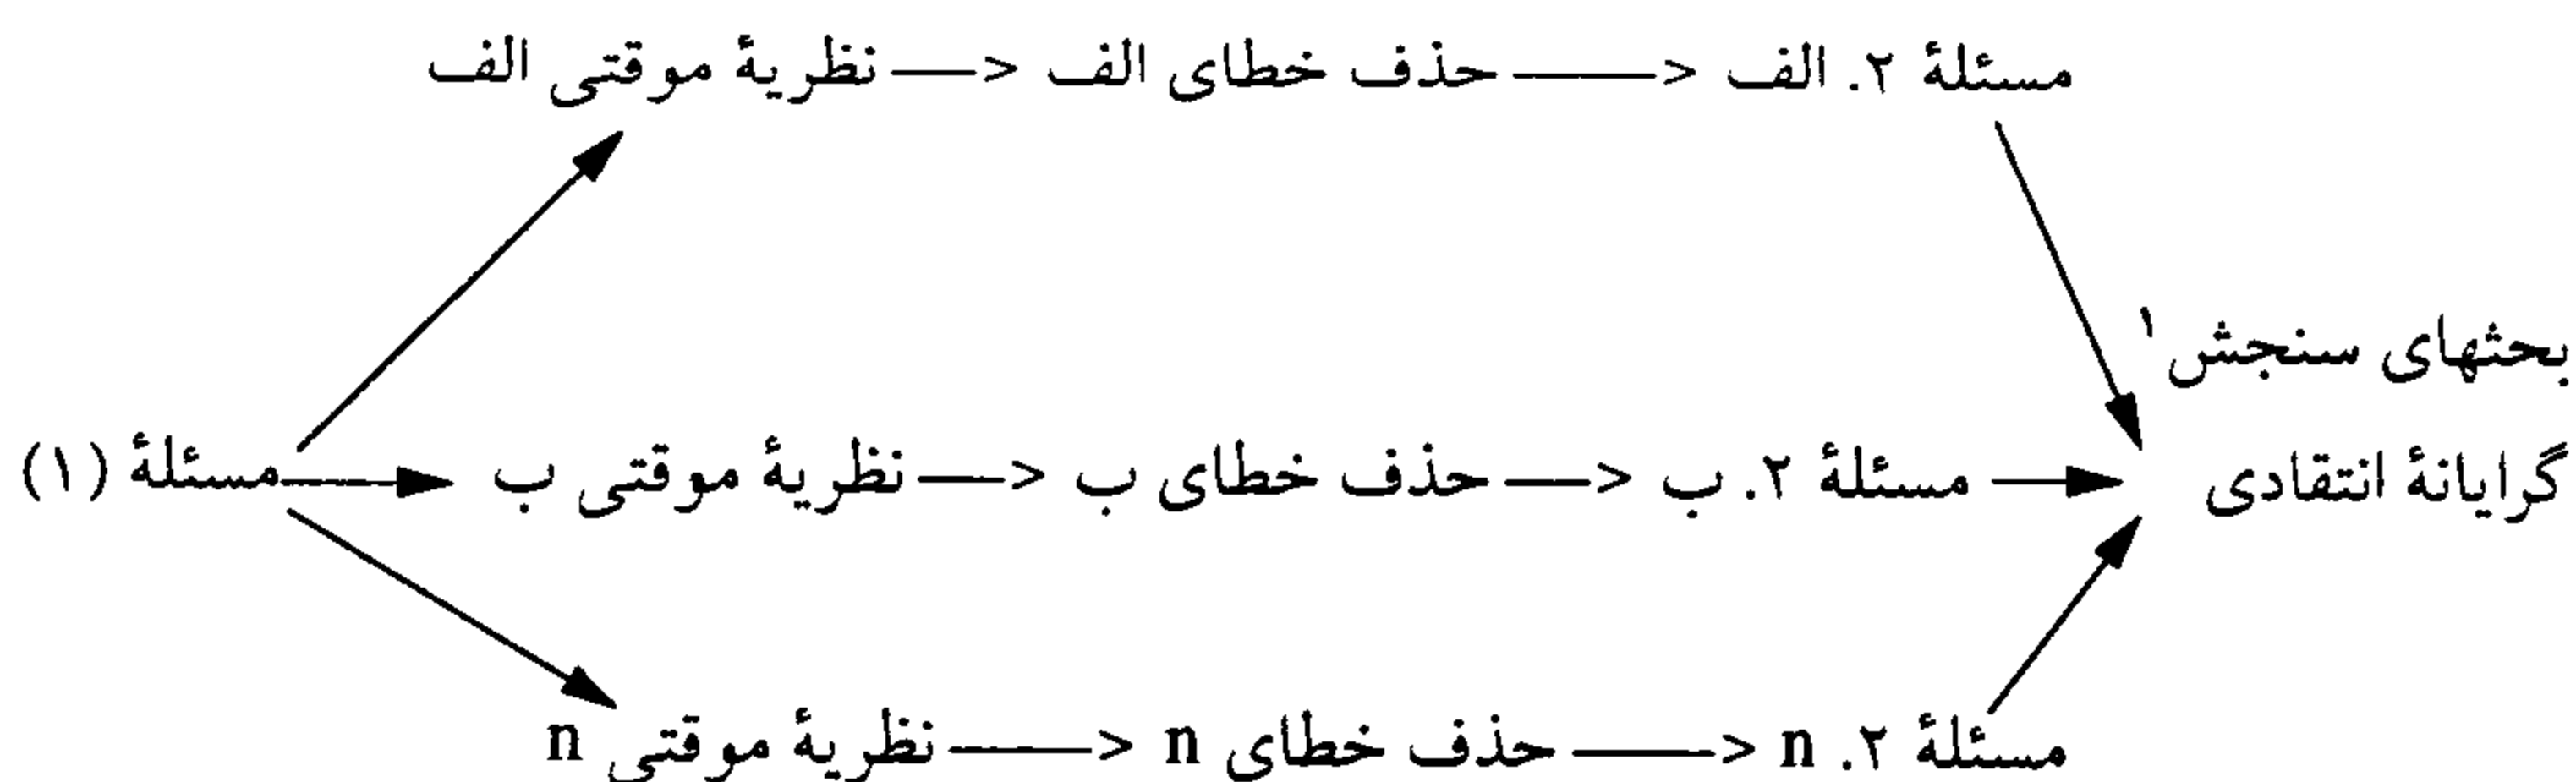 نظریهٔ موقتی الف —> حذف خطای الف —> مسئلهٔ ۲. الف
بحثهای سنجش۱
مسئلهٔ (۱) نظریهٔ موقتی ب —> حذف خطای ب —> مسئلهٔ ۲. ب گرایانهٔ انتقادی
نظریهٔ موقتی n —> حذف خطای n —> مسئلهٔ ۲. n